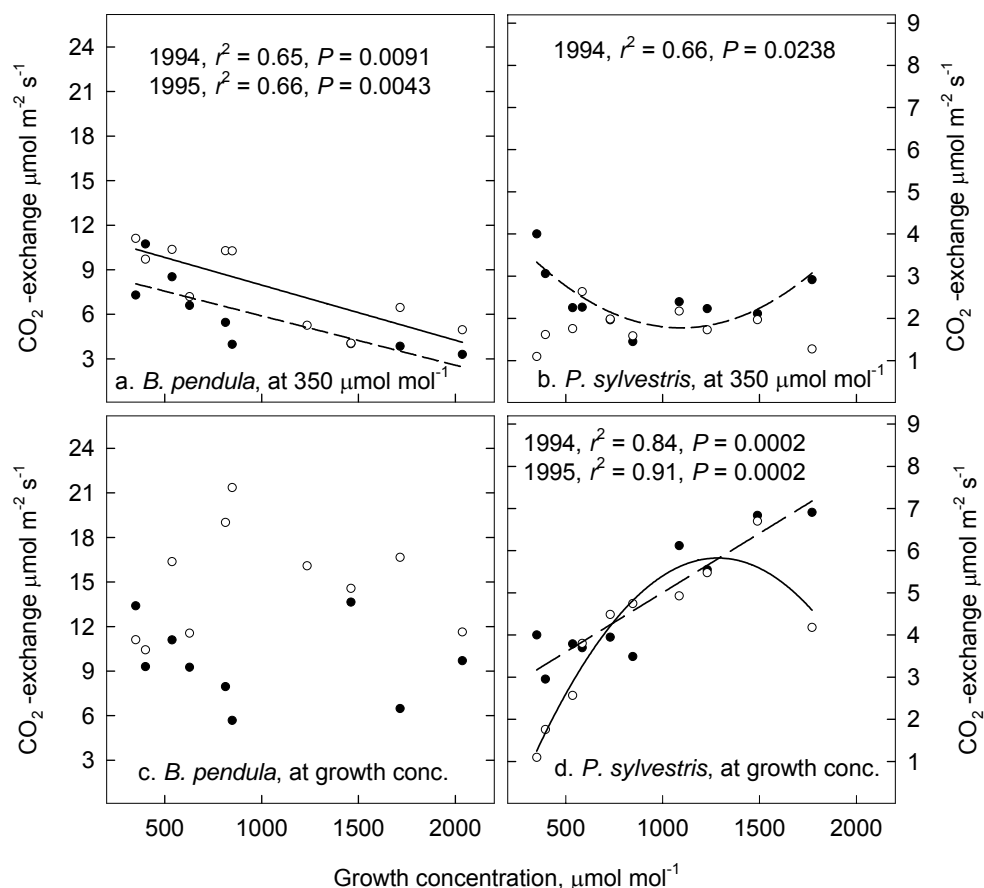 24
21
18
15
12
9
6
3
CO₂ -exchange μmol m⁻² s⁻¹
1994, r² = 0.65, P = 0.0091
1995, r² = 0.66, P = 0.0043
a. B. pendula, at 350 μmol mol⁻¹
1994, r² = 0.66, P = 0.0238
b. P. sylvestris, at 350 μmol mol⁻¹
9
8
7
6
5
4
3
2
1
CO₂ -exchange μmol m⁻² s⁻¹
24
21
18
15
12
9
6
3
CO₂ -exchange μmol m⁻² s⁻¹
c. B. pendula, at growth conc.
1994, r² = 0.84, P = 0.0002
1995, r² = 0.91, P = 0.0002
d. P. sylvestris, at growth conc.
9
8
7
6
5
4
3
2
1
CO₂ -exchange μmol m⁻² s⁻¹
500 1000 1500 2000 500 1000 1500 2000
Growth concentration, μmol mol⁻¹